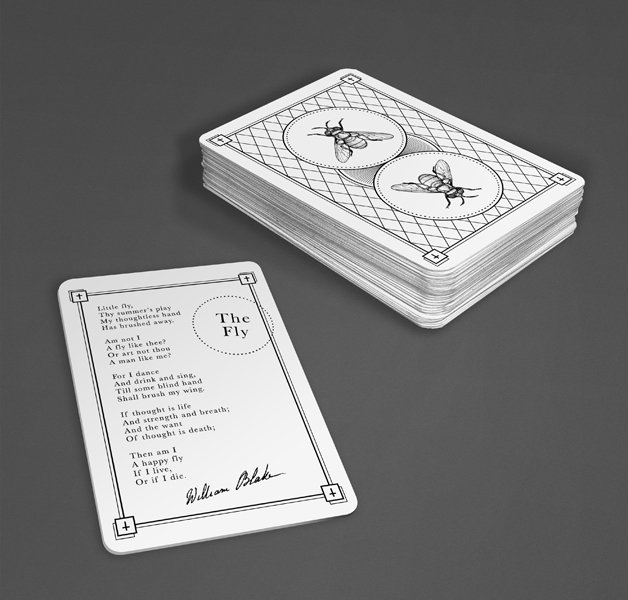 The
Fly
Little fly,
Thy summer's play
My thoughtless hand
Has brushed away.
Am not I
A fly like thee?
Or art not thou
A man like me?
For I dance
And drink and sing,
Till some blind hand
Shall brush my wing.
If thought is life
And strength and breath;
And the want
Of thought is death;
Then am I
A happy fly
If I live,
Or if I die.
William Blake